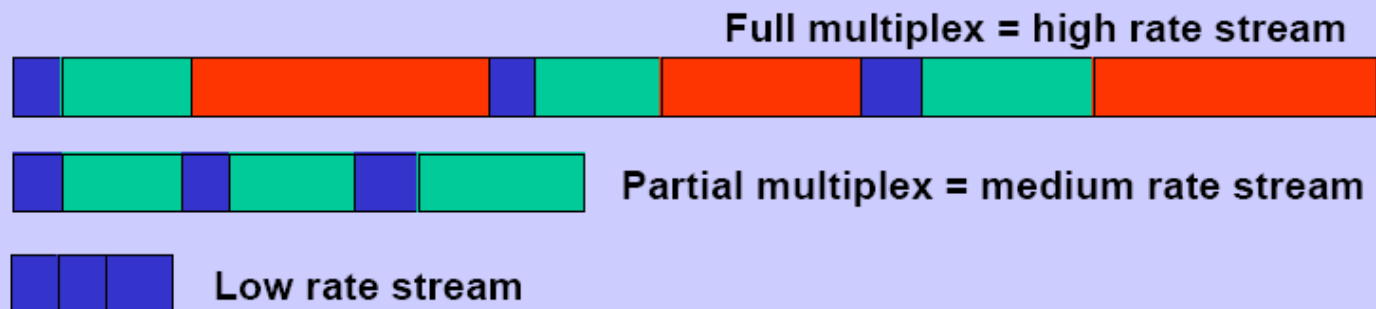 Full multiplex = high rate stream
Partial multiplex = medium rate stream
Low rate stream